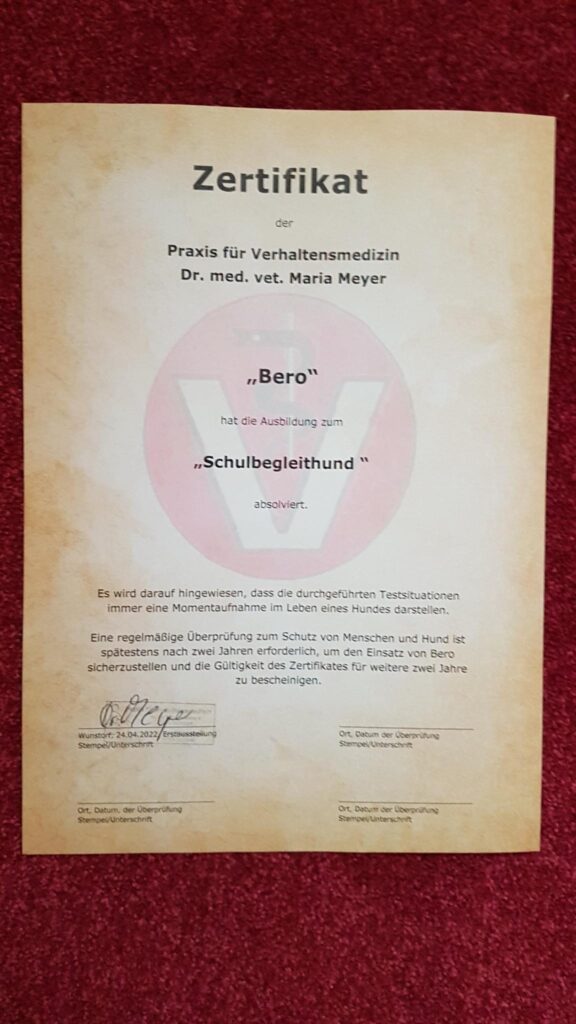 Zertifikat
der
Praxis für Verhaltensmedizin
Dr. med. vet. Maria Meyer
„Bero“
hat die Ausbildung zum
„Schulbegleithund “
absolviert.
Es wird darauf hingewiesen, dass die durchgeführten Testsituationen
immer eine Momentaufnahme im Leben eines Hundes darstellen.
Eine regelmäßige Überprüfung zum Schutz von Menschen und Hund ist
spätestens nach zwei Jahren erforderlich, um den Einsatz von Bero
sicherzustellen und die Gültigkeit des Zertifikates für weitere zwei Jahre
zu bescheinigen.
Dr. Meyer
Wunstorf: 24.04.2022/Erstausstellung
Stempel/Unterschrift
Ort, Datum der Überprüfung
Stempel/Unterschrift
Ort, Datum. der Überprüfung
Stempel/Unterschrift
Ort, Datum der Überprüfung
Stempel/Unterschrift